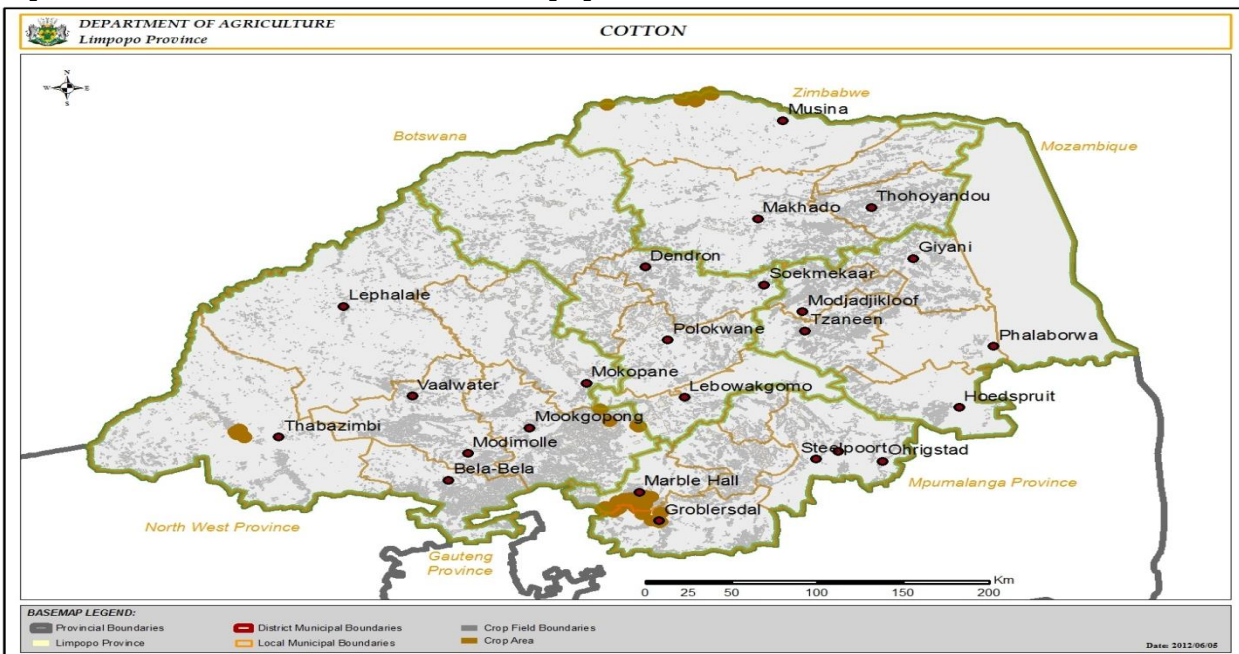 DEPARTMENT OF AGRICULTURE
Limpopo Province
COTTON
N
W E
S
Zimbabwe
Musina
Botswana
Mozambique
Thohoyandou
Makhado
Giyani
Dendron
Soekmekaar
Lephalale
Modjadjikloof
Tzaneen
Polokwane
Phalaborwa
Mokopane
Vaalwater
Lebowakgomo
Hoedspruit
Mookgopong
Thabazimbi
Modimolle
Steelpoort
Ohrigstad
Bela-Bela
Marble Hall
Mpumalanga Province
Groblersdal
North West Province
Gauteng
Province
Km
0 25 50 100 150 200
BASEMAP LEGEND:
Provincial Boundaries
District Municipal Boundaries
Crop Field Boundaries
Limpopo Province
Local Municipal Boundaries
Crop Area
Date: 2012/06/05